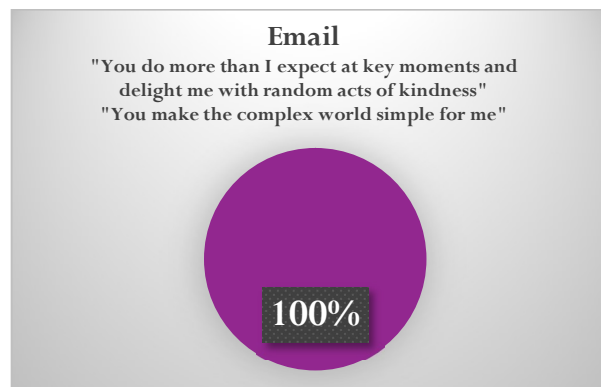 Email
"You do more than I expect at key moments and
delight me with random acts of kindness"
"You make the complex world simple for me"
100%